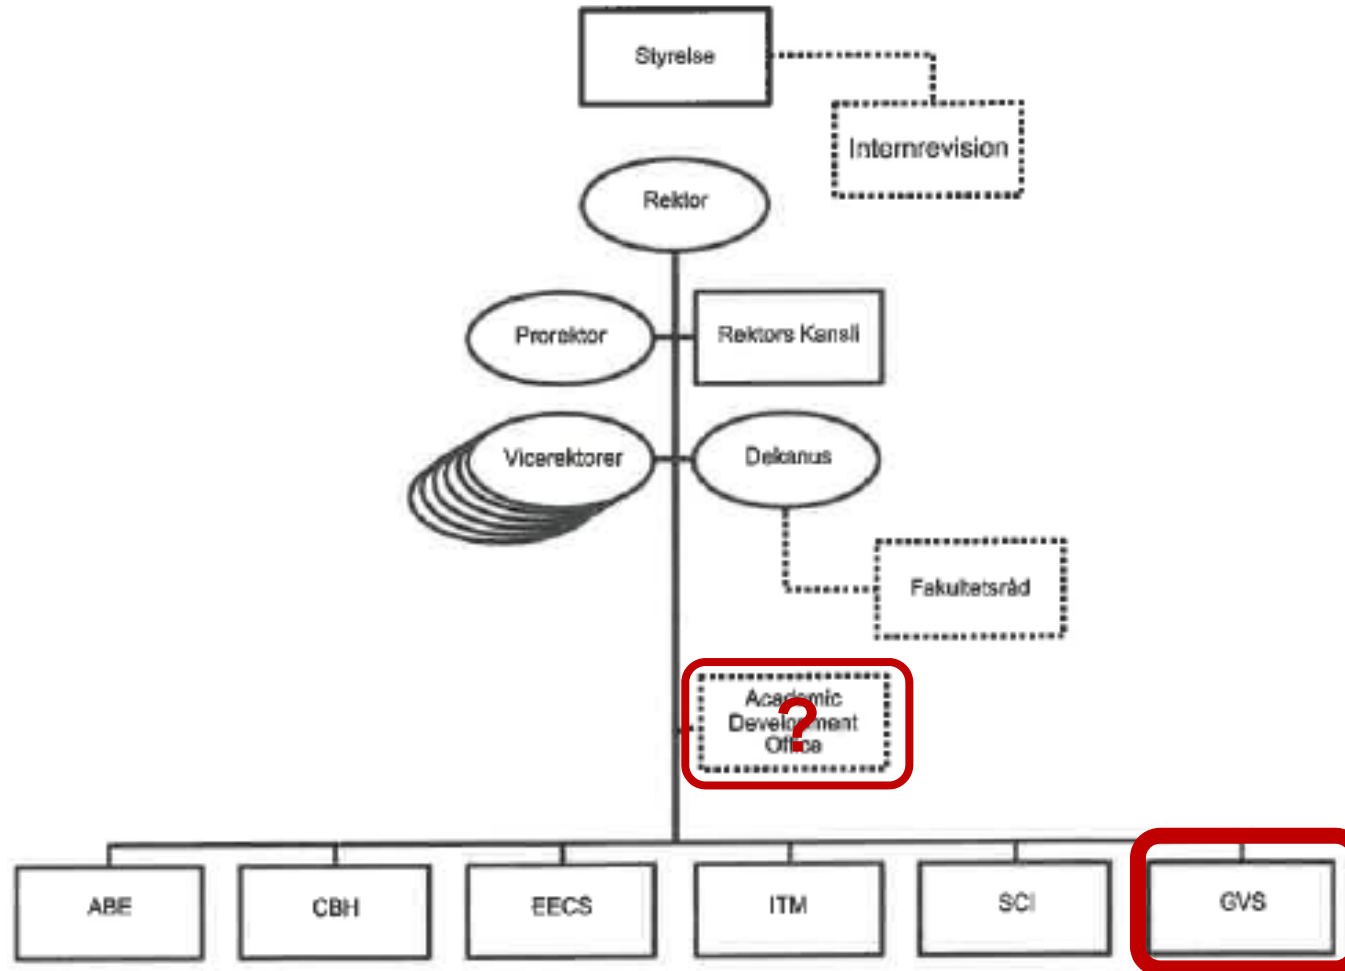 Styrelse
Internrevision
Rektor
Prorektor
Rektors Kansli
Vicerektorer
Dekanus
Fakultetsråd
Academic
Development
Office
?
ABE
CBH
EECS
ITM
SCI
GVS